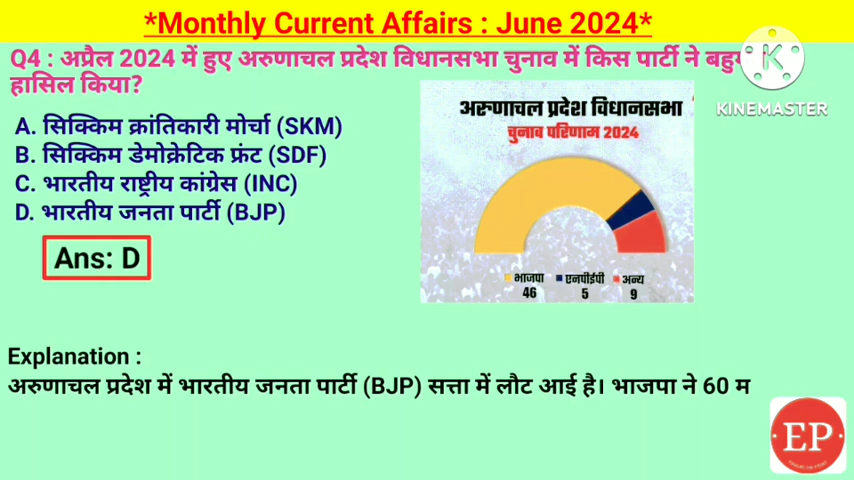 *Monthly Current Affairs : June 2024*
Q4 : अप्रैल 2024 में हुए अरुणाचल प्रदेश विधानसभा चुनाव में किस पार्टी ने
हासिल किया?
KINEMASTER
A. सिक्किम क्रांतिकारी मोर्चा (SKM)
B. सिक्किम डेमोक्रेटिक फ्रंट (SDF)
C. भारतीय राष्ट्रीय कांग्रेस (INC)
D. भारतीय जनता पार्टी (BJP)
Ans: D
अरुणाचल प्रदेश विधानसभा
चुनाव परिणाम 2024
भाजपा एनपीईपी अन्य
46 5 9
Explanation :
अरुणाचल प्रदेश में भारतीय जनता पार्टी (BJP) सत्ता में लौट आई है। भाजपा ने 60 म
EP